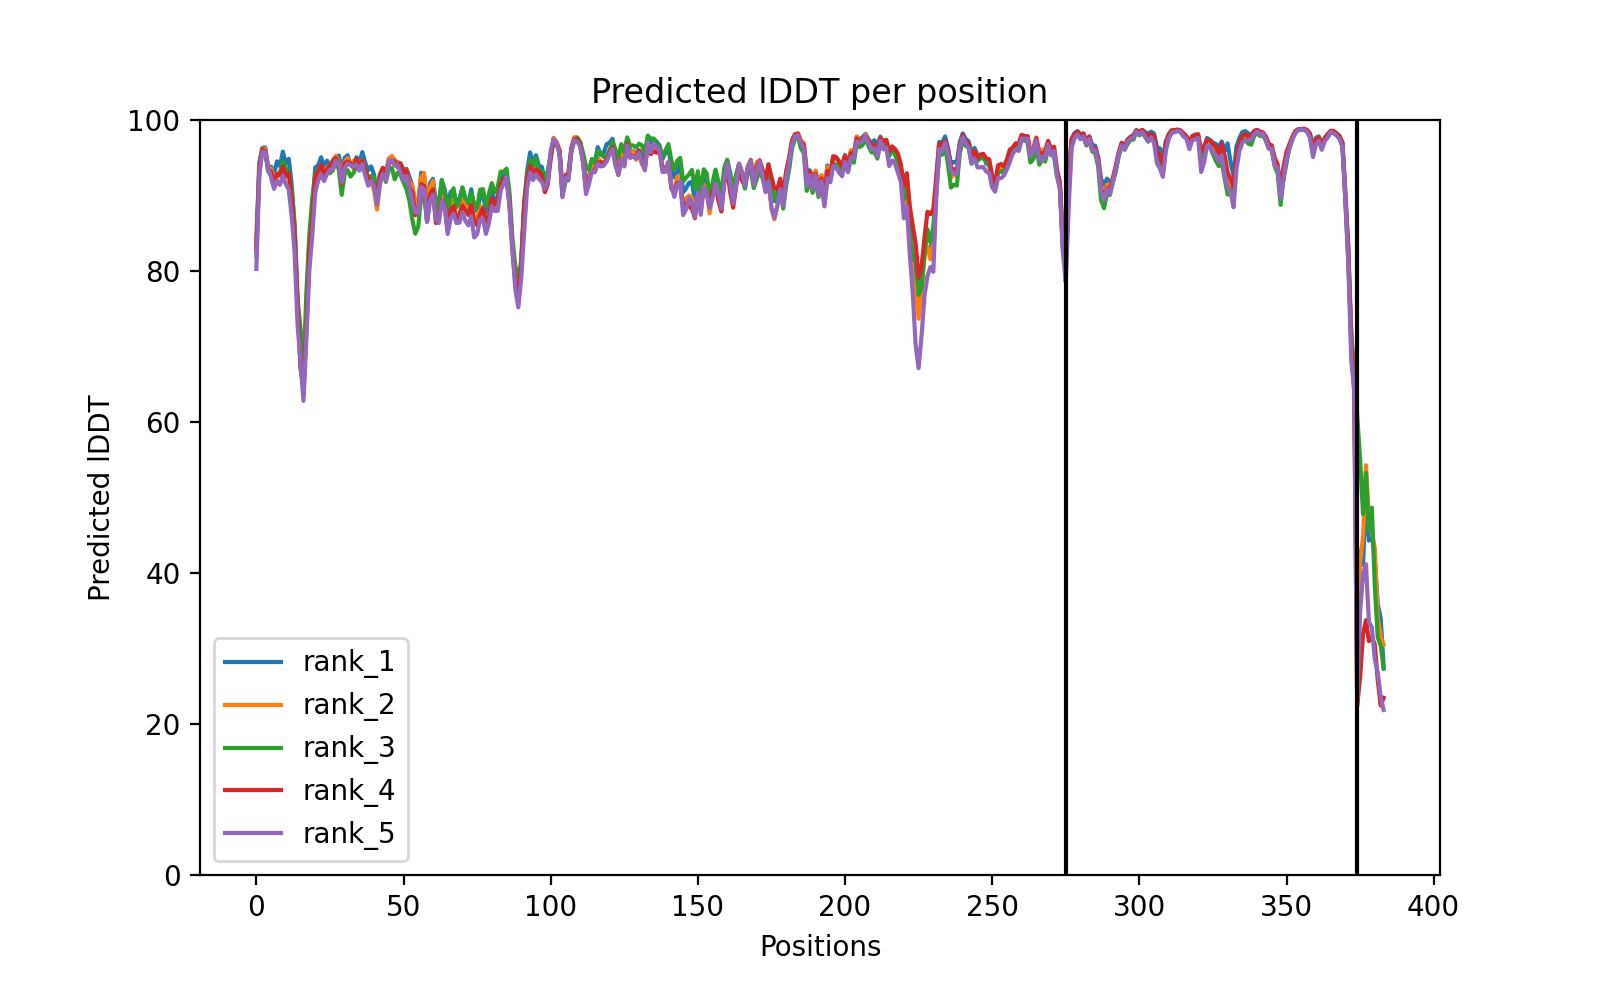 Predicted lDDT per position
100
80
60
40
20
0
Predicted lDDT
rank_1
rank_2
rank_3
rank_4
rank_5
0 50 100 150 200 250 300 350 400
Positions